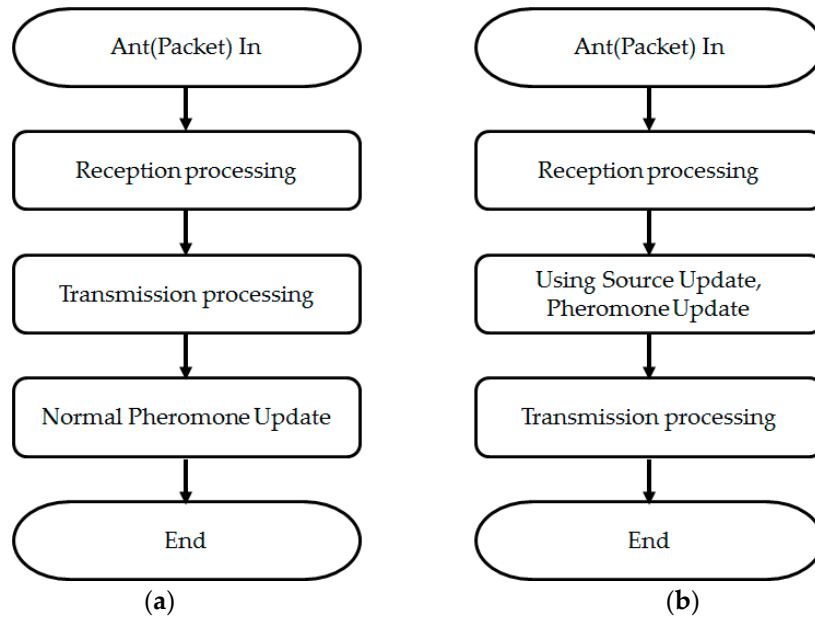 Ant(Packet) In
Reception processing
Transmission processing
Normal Pheromone Update
End
(a)
Ant(Packet) In
Reception processing
Using Source Update,
Pheromone Update
Transmission processing
End
(b)